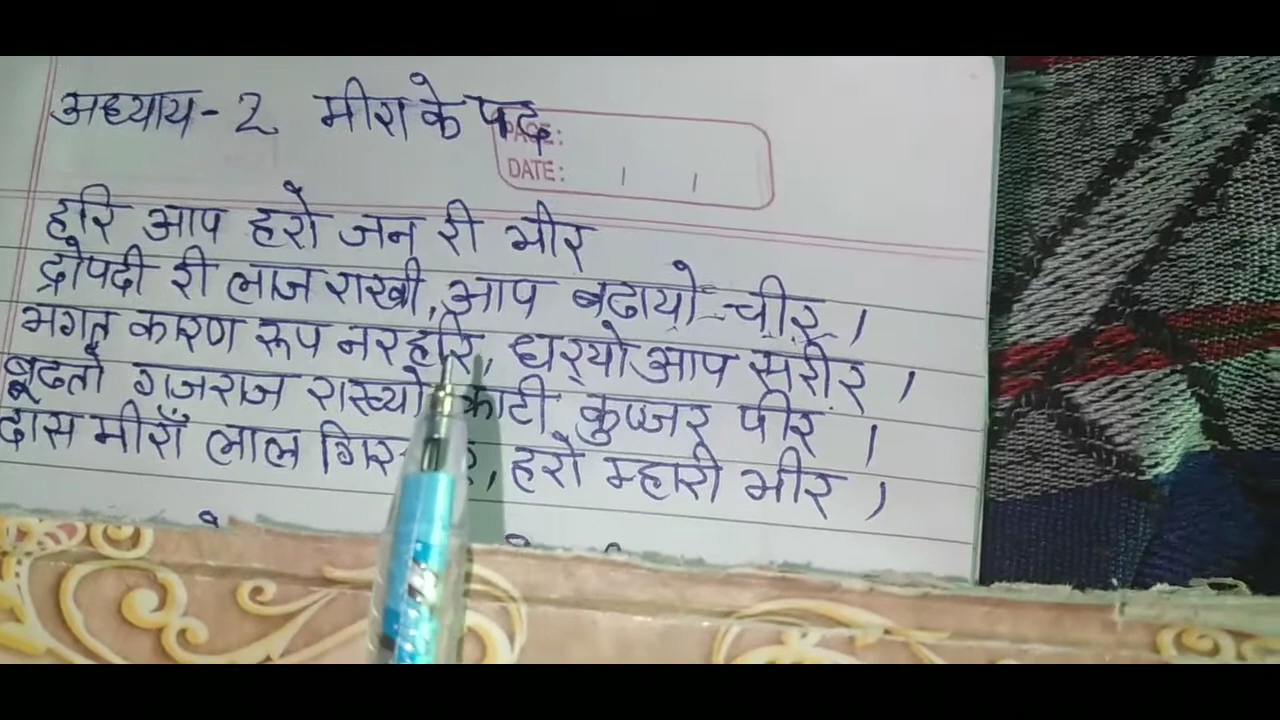 अध्याय - 2 मीरा के पद
PAGE:
DATE:
हरि आप हरो जन री भीर
द्रोपदी री लाज राखी, आप बढायो चीर।
भगत कारण रूप नरहरि, धर्‌यो आप सरीर।
बूढतो गजराज राख्यो काटी कुण्जर पीर।
दास मीराँ लाल, हरो म्हारी भीर।